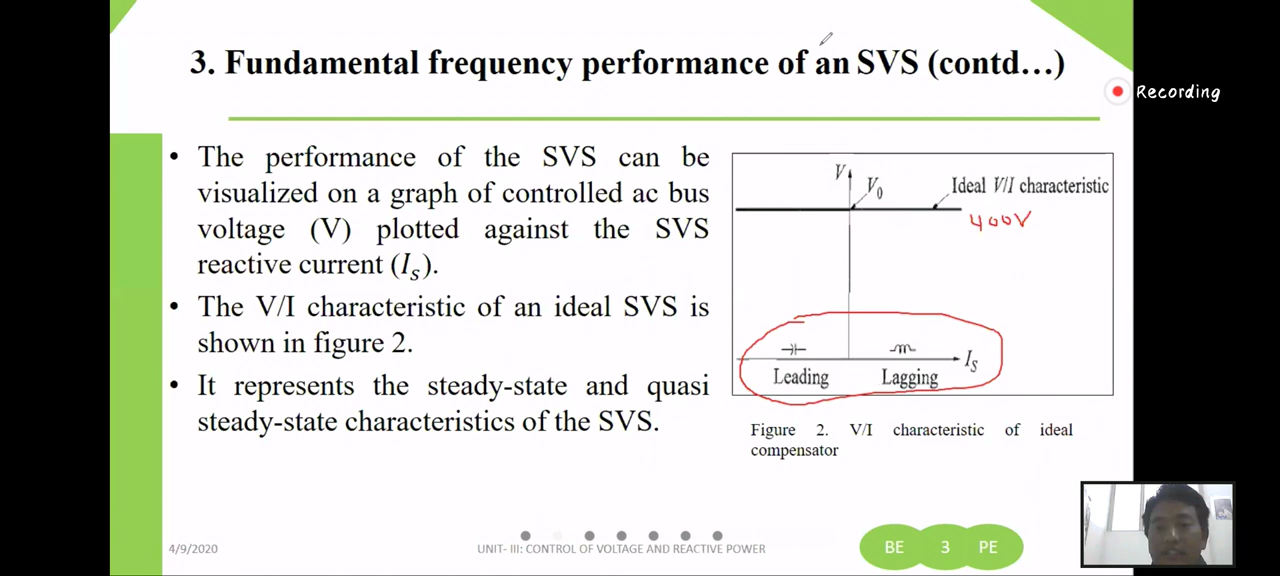 3. Fundamental frequency performance of an SVS (contd…)
Recording
• The performance of the SVS can be
visualized on a graph of controlled ac bus
voltage (V) plotted against the SVS
reactive current (Is).
• The V/I characteristic of an ideal SVS is
shown in figure 2.
• It represents the steady-state and quasi
steady-state characteristics of the SVS.
V
V0
Ideal V/I characteristic
400V
Is
Leading
Lagging
Figure 2. V/I characteristic of ideal
compensator
4/9/2020
UNIT- III: CONTROL OF VOLTAGE AND REACTIVE POWER
BE 3 PE